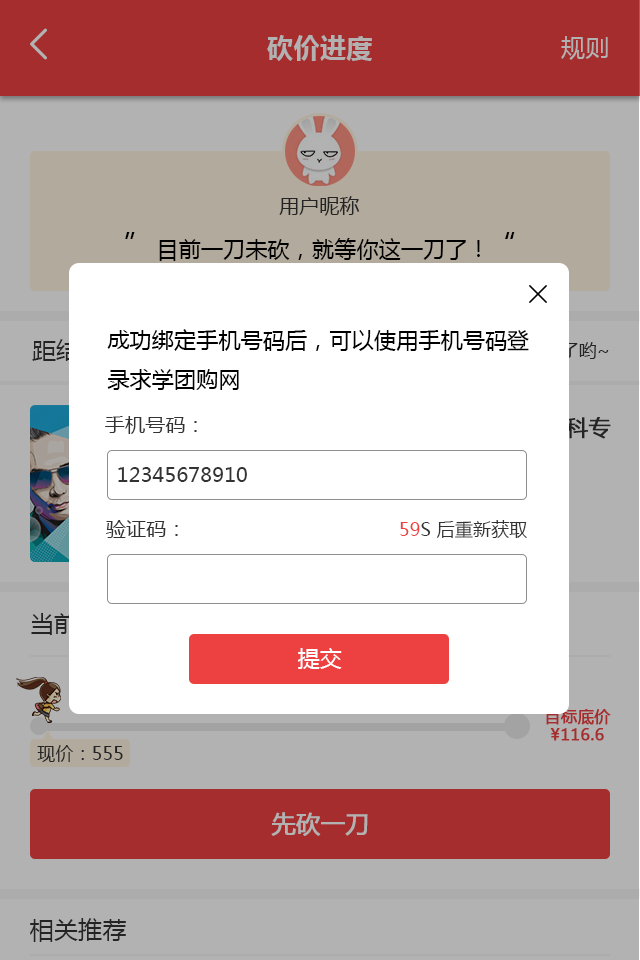 砍价进度
规则
用户昵称
” 目前一刀未砍，就等你这一刀了！ “
成功绑定手机号码后，可以使用手机号码登
录求学团购网
距结
了哟~
手机号码：
科专
12345678910
验证码：
59S 后重新获取
当前
提交
目标底价
¥116.6
现价：555
先砍一刀
相关推荐